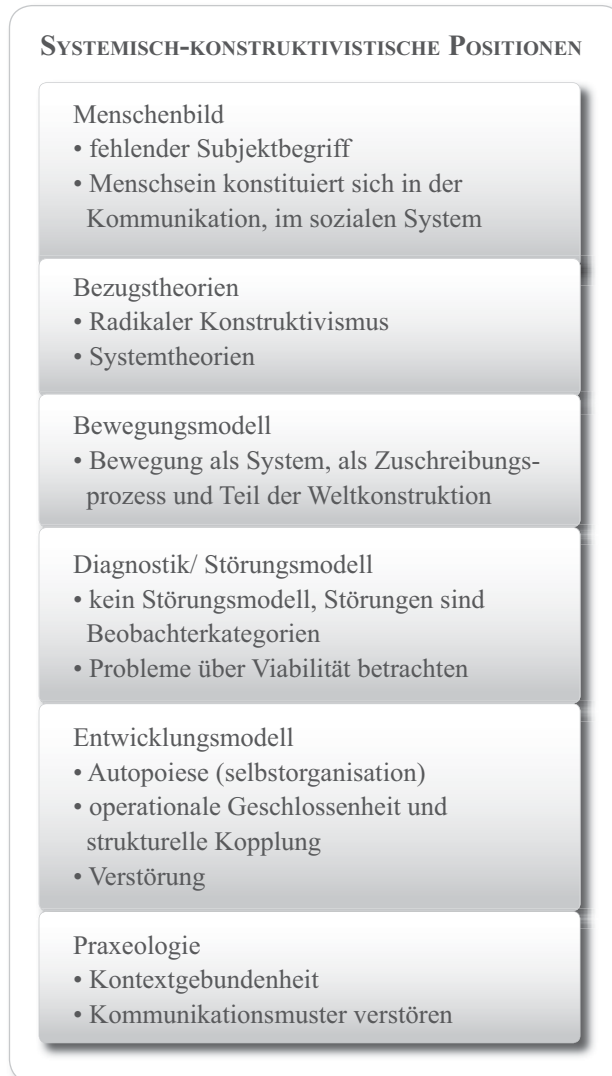 SYSTEMISCH-KONSTRUKTIVISTISCHE POSITIONEN
Menschenbild
• fehlender Subjektbegriff
• Menschsein konstituiert sich in der
Kommunikation, im sozialen System
Bezugstheorien
• Radikaler Konstruktivismus
• Systemtheorien
Bewegungsmodell
• Bewegung als System, als Zuschreibungs-
prozess und Teil der Weltkonstruktion
Diagnostik/ Störungsmodell
• kein Störungsmodell, Störungen sind
Beobachterkategorien
• Probleme über Viabilität betrachten
Entwicklungsmodell
• Autopoiese (selbstorganisation)
• operationale Geschlossenheit und
strukturelle Kopplung
• Verstörung
Praxeologie
• Kontextgebundenheit
• Kommunikationsmuster verstören